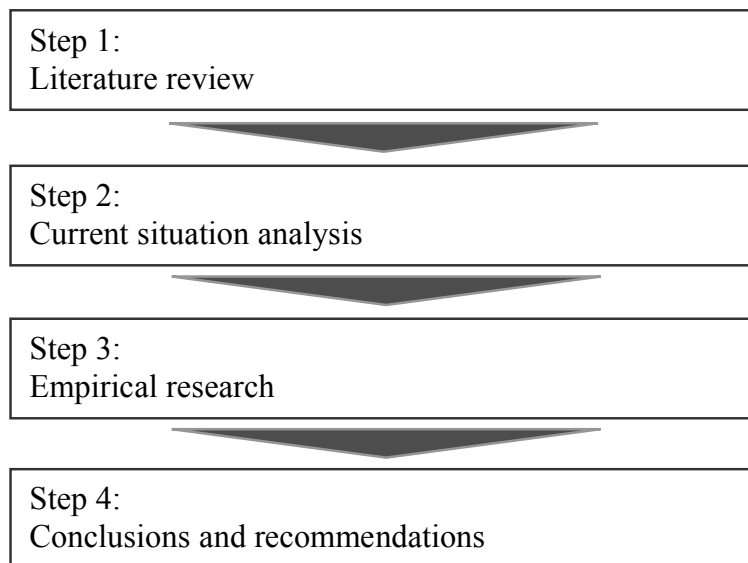 Step 1:
Literature review
Step 2:
Current situation analysis
Step 3:
Empirical research
Step 4:
Conclusions and recommendations